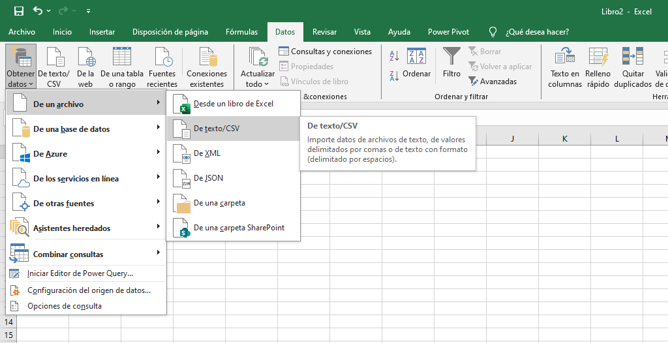 Libro2 - Excel
Archivo Inicio Insertar Disposición de página Fórmulas Datos Revisar Vista Ayuda Power Pivot ¿Qué desea hacer?
Obtener datos
De texto/ CSV
De la web
De una tabla o rango
Fuentes recientes
Conexiones existentes
Actualizar todo
Consultas y conexiones
Propiedades
Vínculos de libro
Ordenar
Filtro
Borrar
Volver a aplicar
Avanzadas
Texto en columnas
Relleno rápido
Quitar duplicados
&conexiones
Ordenar y filtrar
De un archivo
De una base de datos
De Azure
De los servicios en línea
De otras fuentes
Asistentes heredados
Combinar consultas
Iniciar Editor de Power Query...
Configuración del origen de datos...
Opciones de consulta
Desde un libro de Excel
De texto/CSV
De XML
De JSON
De una carpeta
De una carpeta SharePoint
De texto/CSV
Importe datos de archivos de texto, de valores
delimitados por comas o de texto con formato
(delimitado por espacios).
J K L
14
15